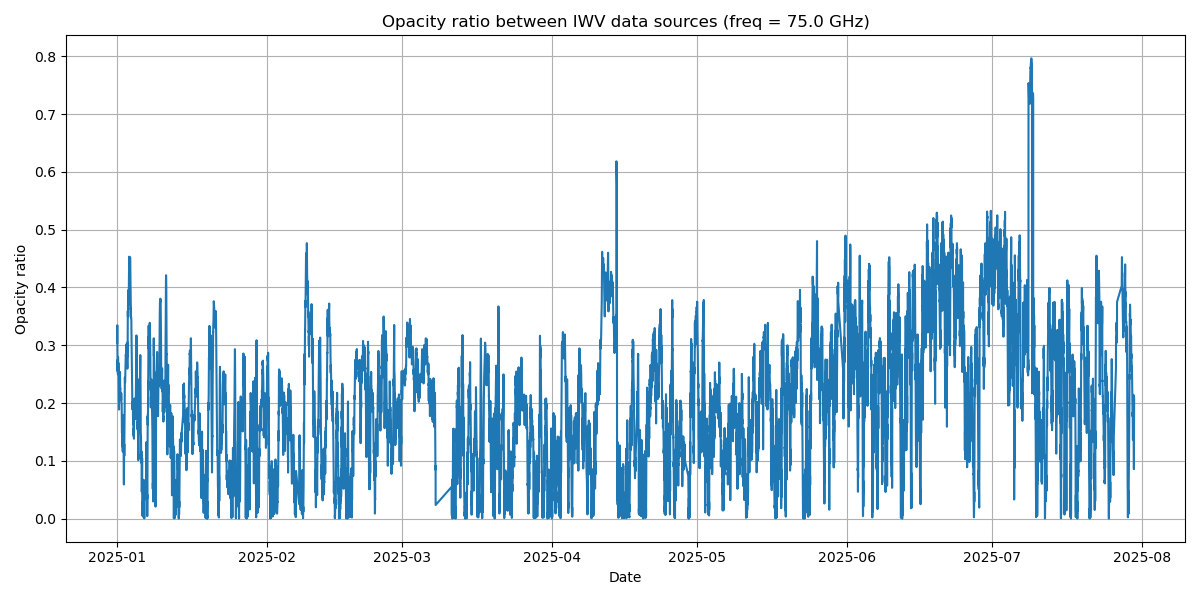 Opacity ratio between IWV data sources (freq = 75.0 GHz)
Opacity ratio
0.8
0.7
0.6
0.5
0.4
0.3
0.2
0.1
0.0
2025-01 2025-02 2025-03 2025-04 2025-05 2025-06 2025-07 2025-08
Date